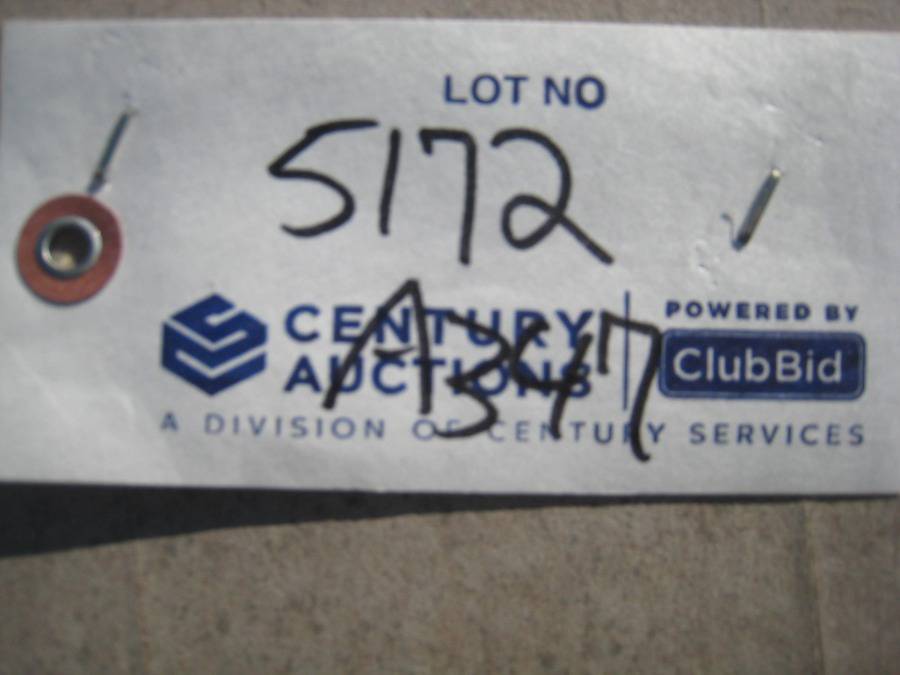 LOT NO
5172
A347
CENTURY
AUCTIONS
A DIVISION OF CENTURY SERVICES
POWERED BY
ClubBid